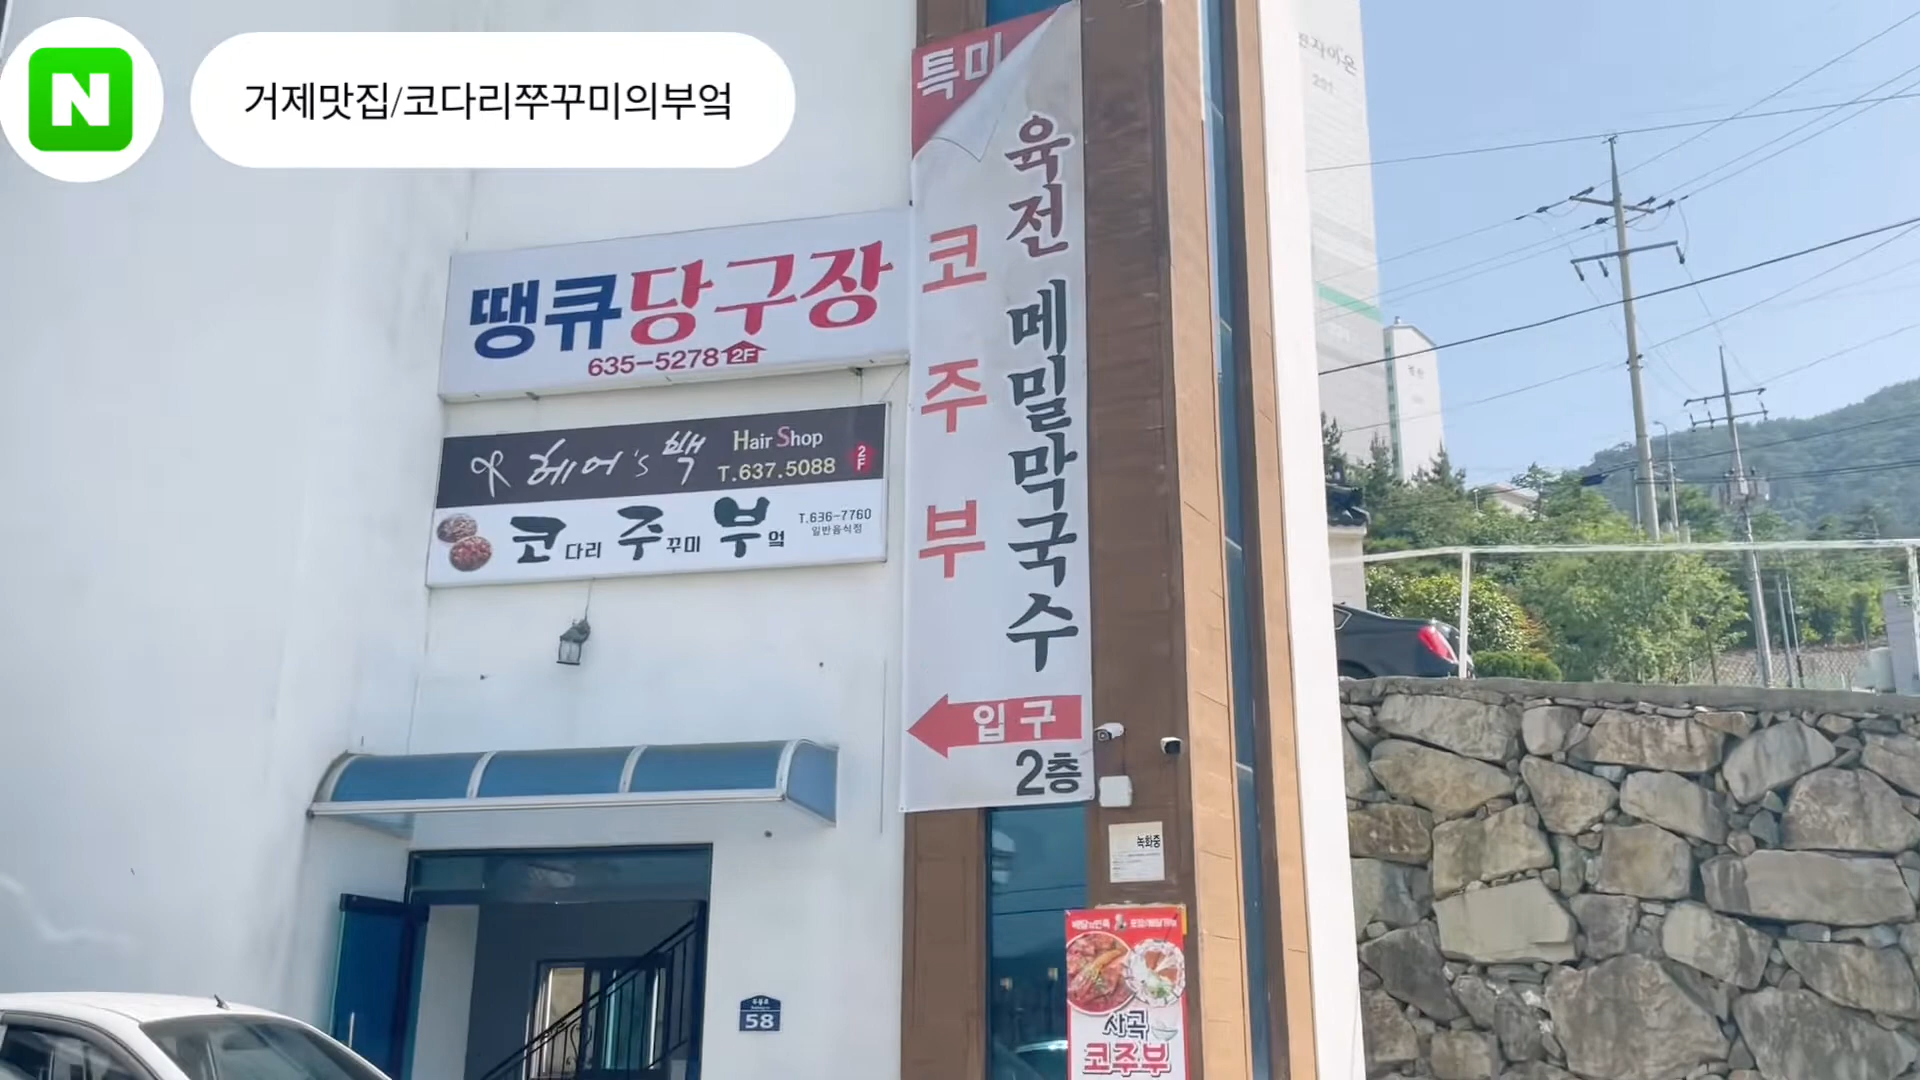 N
거제맛집/코다리쭈꾸미의부엌
특미
육전 메밀막국수
코주부
입구
2층
땡큐당구장
635-5278 2F
헤어's 빽 Hair Shop
T.637.5088 2F
코다리 주꾸미 부엌
T.636-7760
일반음식점
녹화중
58
산곡
코주부